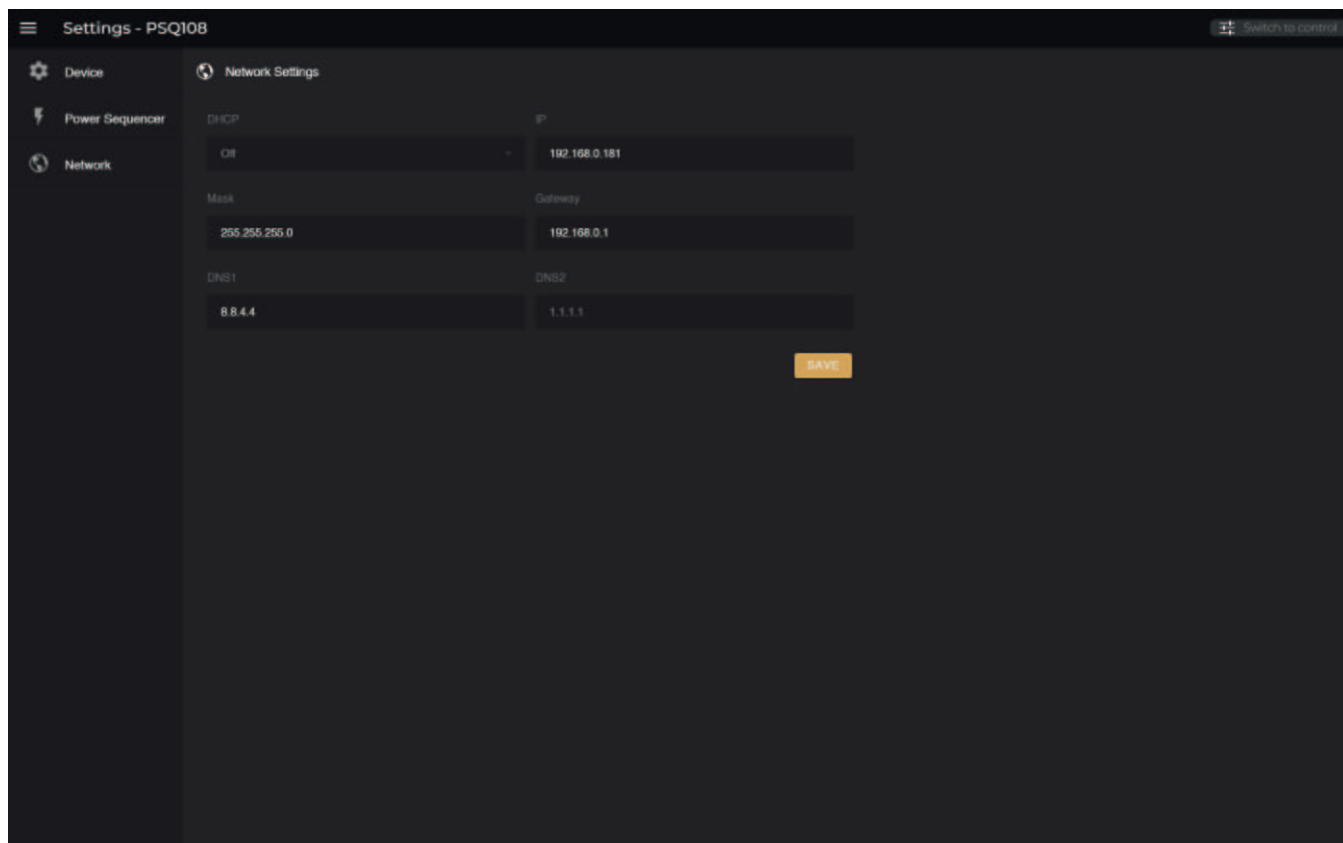 Settings - PSQ108
Switch to control
Device
Power Sequencer
Network
Network Settings
DHCP
IP
Off
192.168.0.181
Mask
Gateway
255.255.255.0
192.168.0.1
DNS1
DNS2
8.8.4.4
1.1.1.1
SAVE